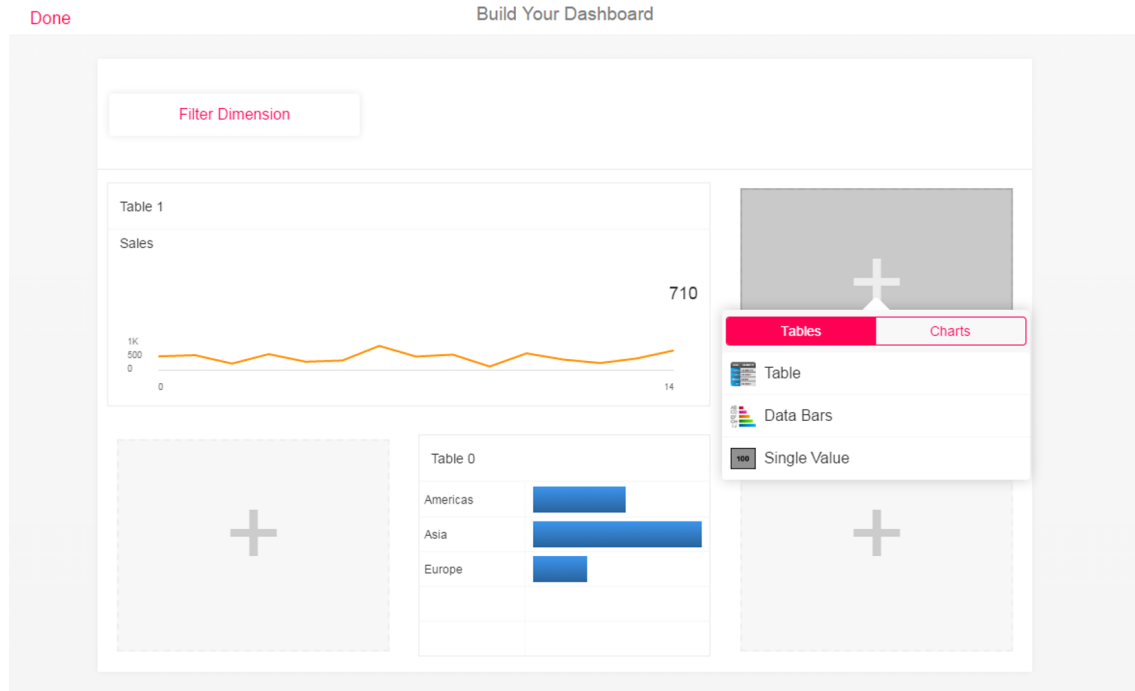 Done
Build Your Dashboard
Filter Dimension
Table 1
Sales
710
1K
500
0
0
14
Tables
Charts
Table
Data Bars
100
Single Value
Table 0
Americas
Asia
Europe